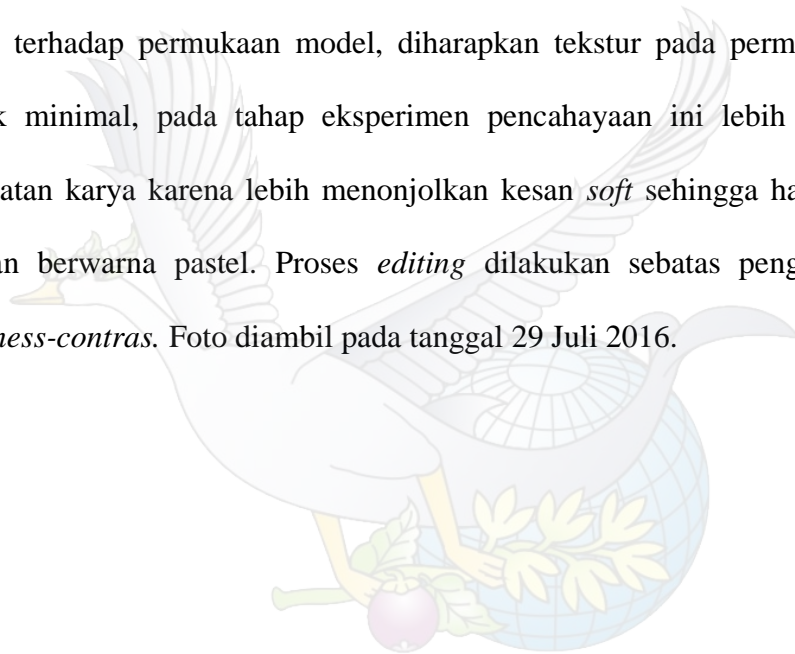 terhadap permukaan model, diharapkan tekstur pada perm
k minimal, pada tahap eksperimen pencahayaan ini lebih
atan karya karena lebih menonjolkan kesan soft sehingga ha
an berwarna pastel. Proses editing dilakukan sebatas peng
ness-contras. Foto diambil pada tanggal 29 Juli 2016.